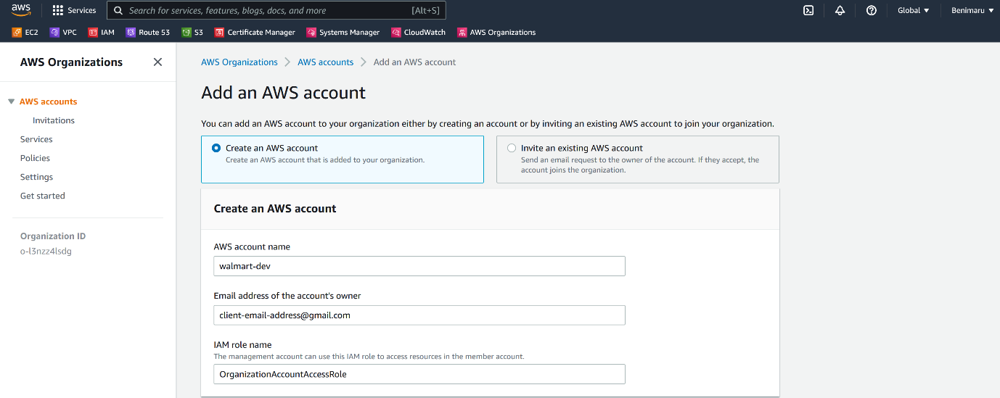 aws
Services
Search for services, features, blogs, docs, and more
[Alt+S]
Global
Benimaru
EC2
VPC
IAM
Route 53
S3
Certificate Manager
Systems Manager
CloudWatch
AWS Organizations
AWS Organizations
AWS accounts
Invitations
Services
Policies
Settings
Get started
Organization ID
o-l3nzz4lsdg
AWS Organizations
AWS accounts
Add an AWS account
Add an AWS account
You can add an AWS account to your organization either by creating an account or by inviting an existing AWS account to join your organization.
Create an AWS account
Create an AWS account that is added to your organization.
Invite an existing AWS account
Send an email request to the owner of the account. If they accept, the
account joins the organization.
Create an AWS account
AWS account name
walmart-dev
Email address of the account's owner
client-email-address@gmail.com
IAM role name
The management account can use this IAM role to access resources in the member account.
OrganizationAccountAccessRole